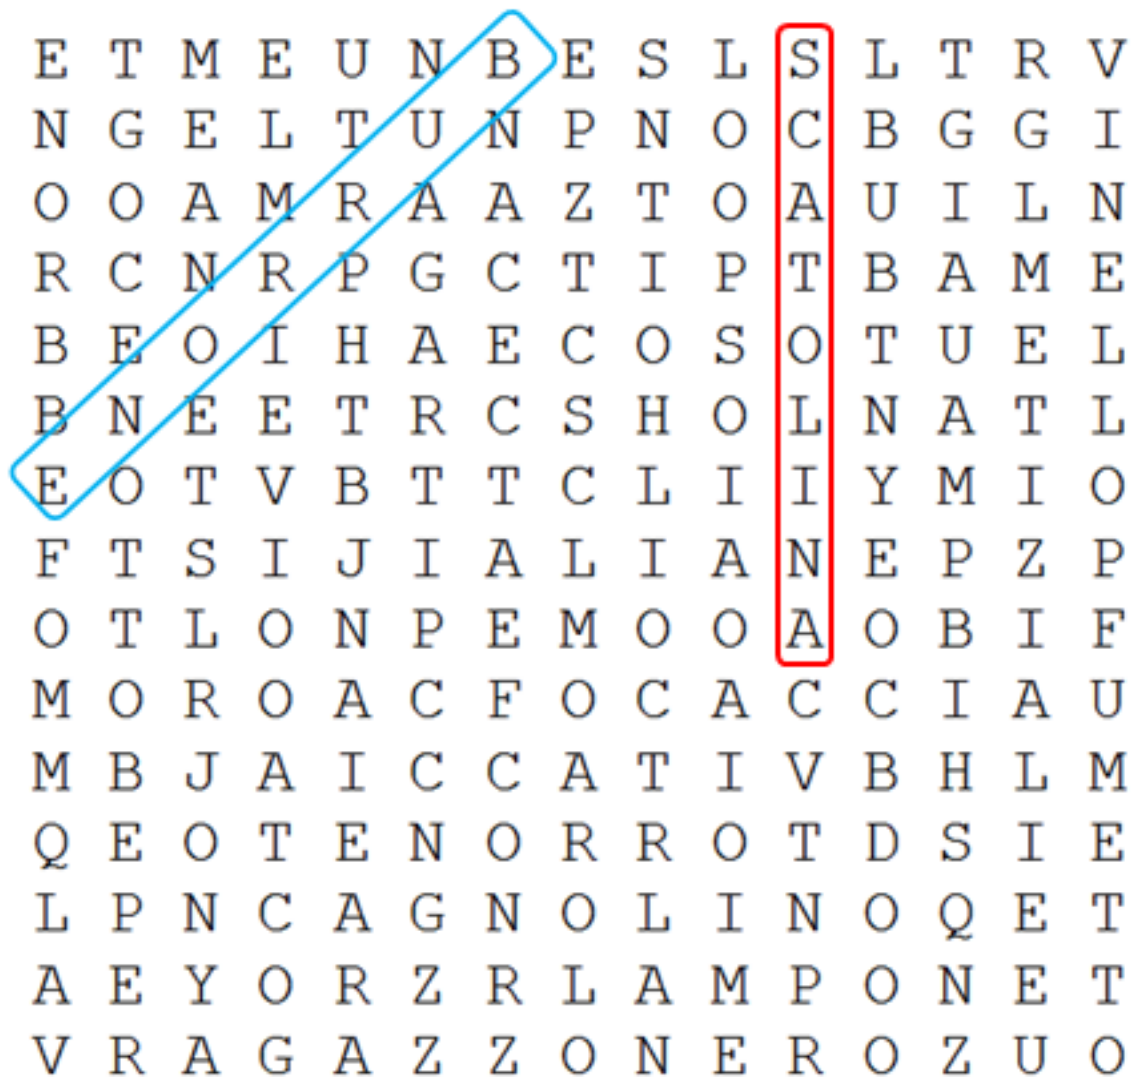 E T M E U N B E S L S L T R V
N G E L T U N P N O C B G G I
O O A M R A A Z T O A U I L N
R C N R P G C T I P T B A M E
B E O I H A E C O S O T U E L
B N E E T R C S H O L N A T L
E O T V B T T C L I I Y M I O
F T S I J I A L I A N E P Z P
O T L O N P E M O O A O B I F
M O R O A C F O C A C C I A U
M B J A I C C A T I V B H L M
Q E O T E N O R R O T D S I E
L P N C A G N O L I N O Q E T
A E Y O R Z R L A M P O N E T
V R A G A Z Z O N E R O Z U O